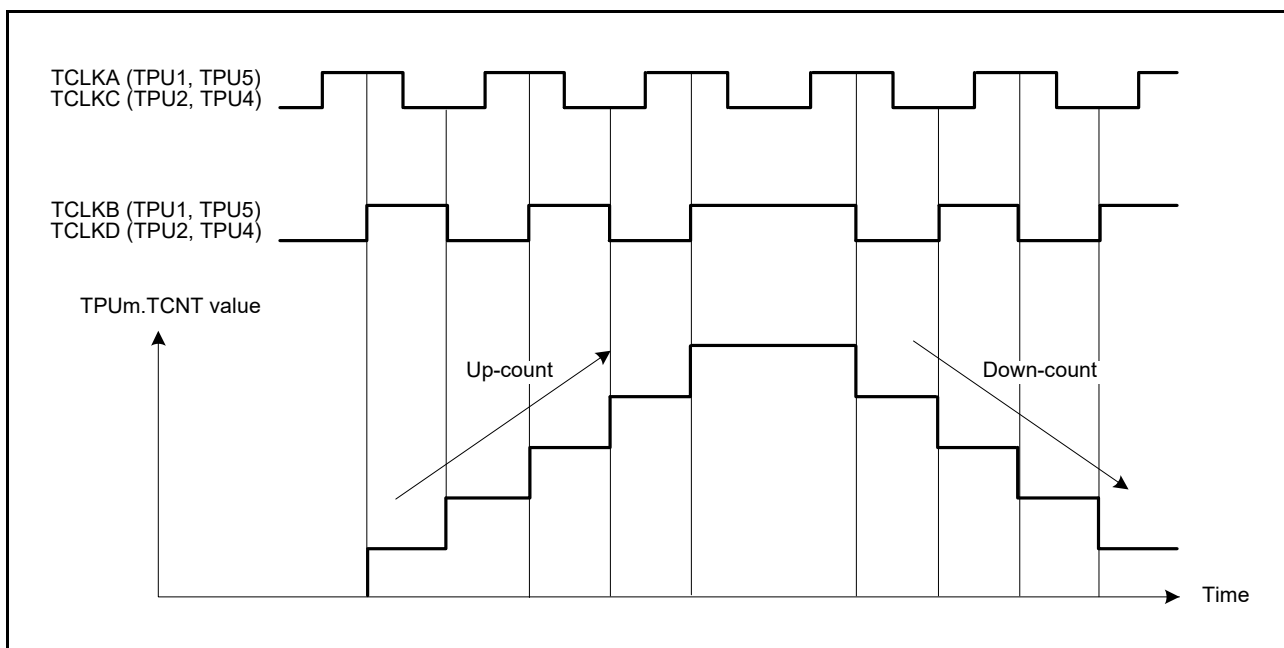 TCLKA (TPU1, TPU5)
TCLKC (TPU2, TPU4)
TCLKB (TPU1, TPU5)
TCLKD (TPU2, TPU4)
TPUm.TCNT value
Up-count
Down-count
Time